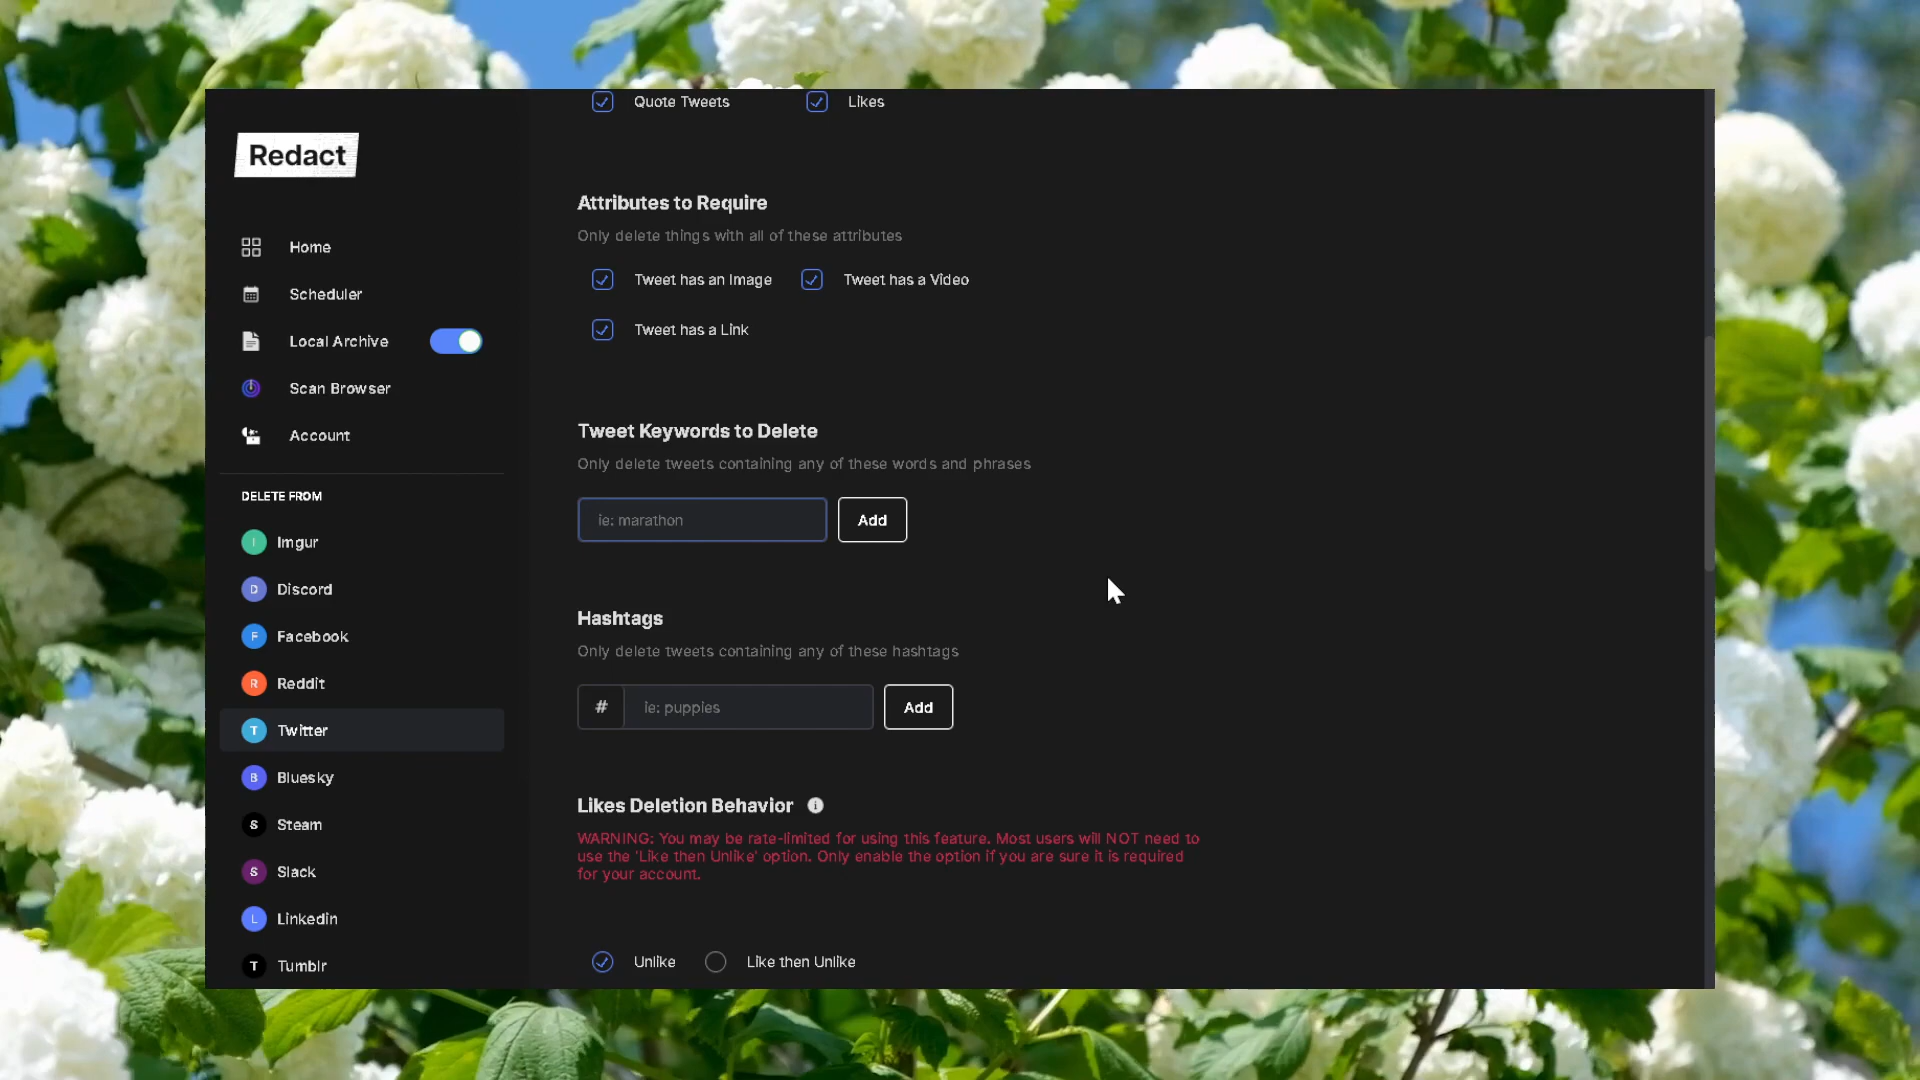 Redact
Home
Scheduler
Local Archive
Scan Browser
Account
DELETE FROM
I Imgur
D Discord
F Facebook
R Reddit
T Twitter
B Bluesky
S Steam
S Slack
L Linkedin
T Tumblr
Quote Tweets Likes
Attributes to Require
Only delete things with all of these attributes
Tweet has an Image Tweet has a Video
Tweet has a Link
Tweet Keywords to Delete
Only delete tweets containing any of these words and phrases
ie: marathon Add
Hashtags
Only delete tweets containing any of these hashtags
# ie: puppies Add
Likes Deletion Behavior i
WARNING: You may be rate-limited for using this feature. Most users will NOT need to
use the 'Like then Unlike' option. Only enable the option if you are sure it is required
for your account.
Unlike Like then Unlike